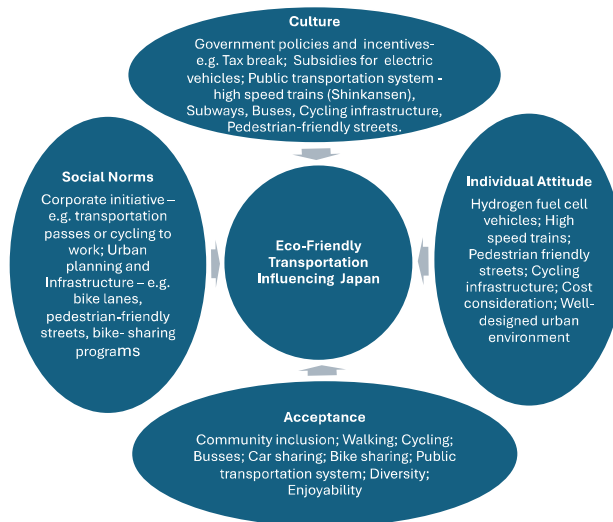 Culture
Government policies and incentives-
e.g. Tax break; Subsidies for electric
vehicles; Public transportation system -
high speed trains (Shinkansen),
Subways, Buses, Cycling infrastructure,
Pedestrian-friendly streets.
Social Norms
Corporate initiative –
e.g. transportation
passes or cycling to
work; Urban
planning and
Infrastructure – e.g.
bike lanes,
pedestrian-friendly
streets, bike- sharing
programs
Eco-Friendly
Transportation
Influencing Japan
Individual Attitude
Hydrogen fuel cell
vehicles; High
speed trains;
Pedestrian friendly
streets; Cycling
infrastructure; Cost
consideration; Well-
designed urban
environment
Acceptance
Community inclusion; Walking; Cycling;
Busses; Car sharing; Bike sharing; Public
transportation system; Diversity;
Enjoyability